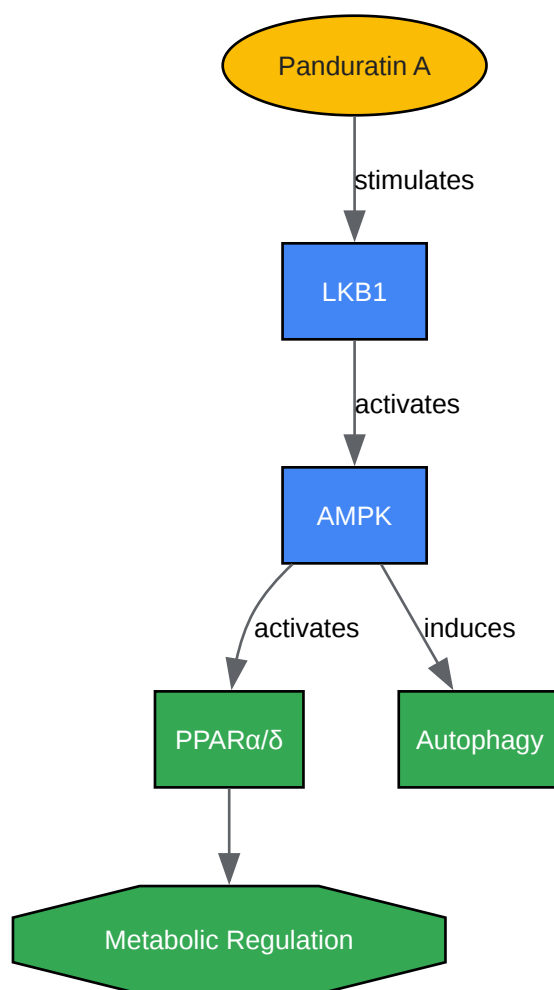 Panduratin A
stimulates
LKB1
activates
AMPK
activates
induces
PPARα/δ
Autophagy
Metabolic Regulation